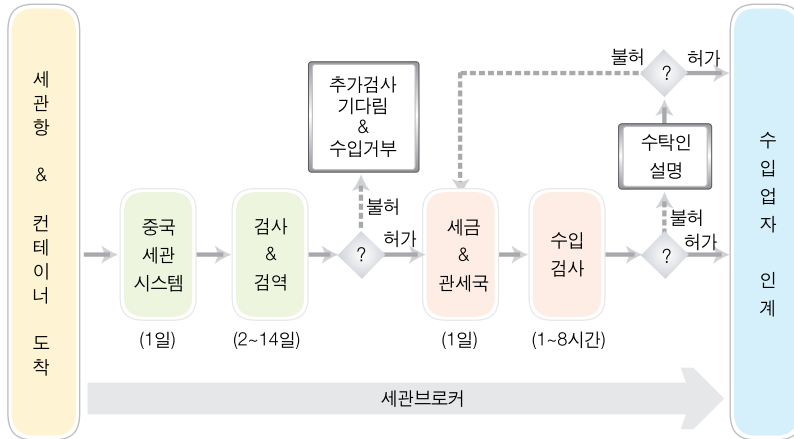 세관항 & 컨테이너 도착
중국
세관
시스템
(1일)
검사
&
검역
(2~14일)
추가검사
기다림
&
수입거부
불허
?
허가
세금
&
관세국
(1일)
수입
검사
(1~8시간)
불허
?
허가
수탁인
설명
불허
?
허가
수입업자 인계
세관브로커